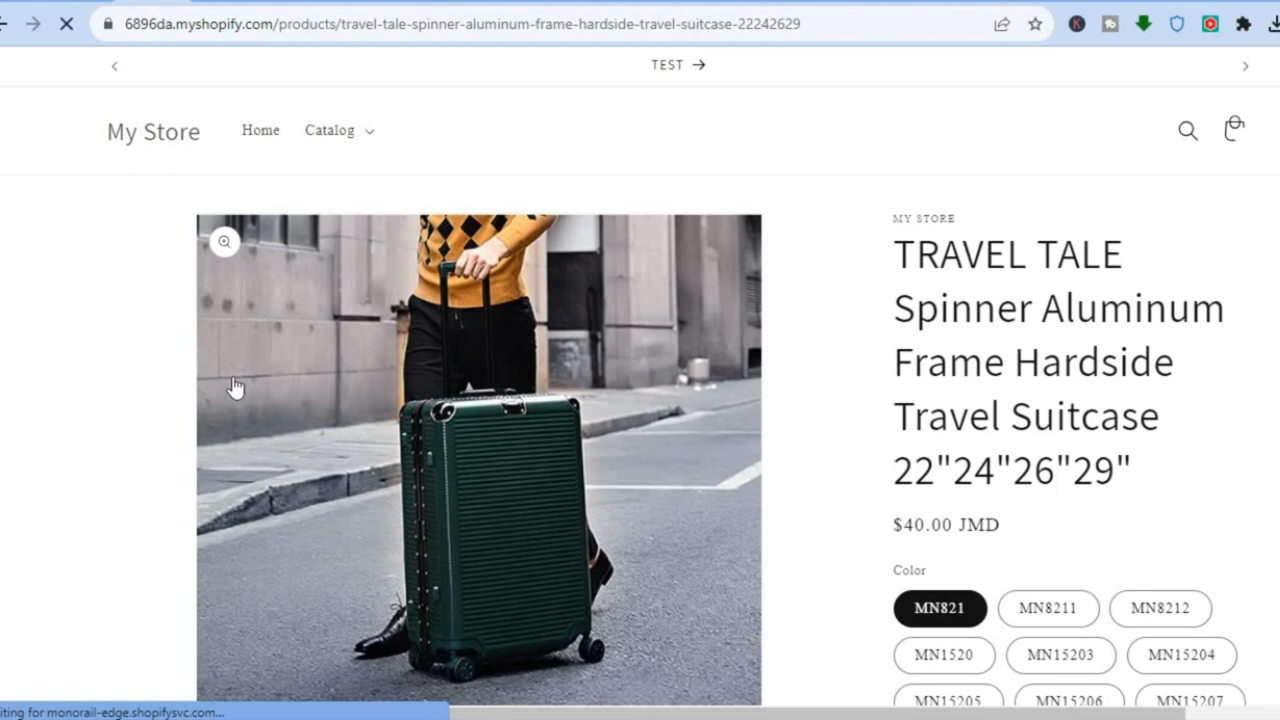 6896da.myshopify.com/products/travel-tale-spinner-aluminum-frame-hardside-travel-suitcase-22242629
TEST →
My Store
Home
Catalog
MY STORE
TRAVEL TALE
Spinner Aluminum
Frame Hardside
Travel Suitcase
22"24"26"29"
$40.00 JMD
Color
MN821
MN8211
MN8212
MN1520
MN15203
MN15204
MN15205
MN15206
MN15207
iting for monorail-edge.shopifysvc.com...